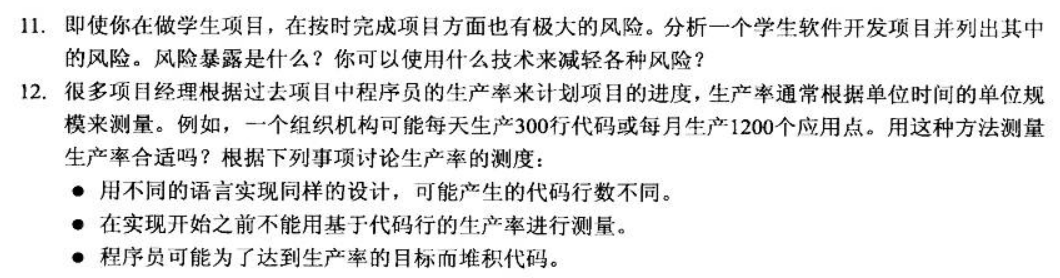 11. 即使你在做学生项目，在按时完成项目方面也有极大的风险。分析一个学生软件开发项目并列出其中
的风险。风险暴露是什么？你可以使用什么技术来减轻各种风险？
12. 很多项目经理根据过去项目中程序员的生产率来计划项目的进度，生产率通常根据单位时间的单位规
模来测量。例如，一个组织机构可能每天生产300行代码或每月生产1200个应用点。用这种方法测量
生产率合适吗？根据下列事项讨论生产率的测度：
● 用不同的语言实现同样的设计，可能产生的代码行数不同。
● 在实现开始之前不能用基于代码行的生产率进行测量。
● 程序员可能为了达到生产率的目标而堆积代码。